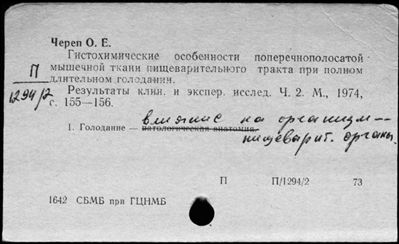 Череп О. Е.
Гистохимические особенности поперечнополосатой
мышечной ткани пищеварительного тракта при полном
длительном голодании.
П
1294/2
Результаты клин. и экспер. исслед. Ч. 2. М., 1974,
с. 155—156.
влияние на организм —
1. Голодание — патологическая анатомия.
пищеварит. органы.
П П/1294/2 73
1642 СБМБ при ГЦНМБ